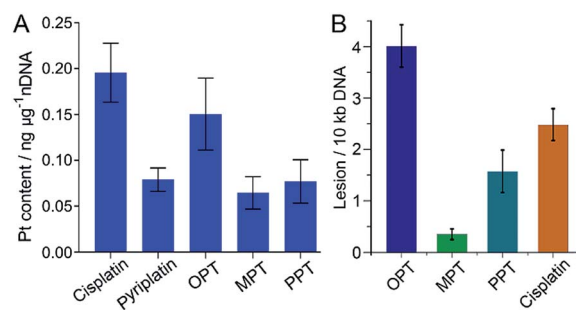 A
Pt content / ng µg⁻¹nDNA
0.25
0.20
0.15
0.10
0.05
0.00
Cisplatin
Pyriplatin
OPT
MPT
PPT
B
Lesion / 10 kb DNA
4
3
2
1
0
OPT
MPT
PPT
Cisplatin